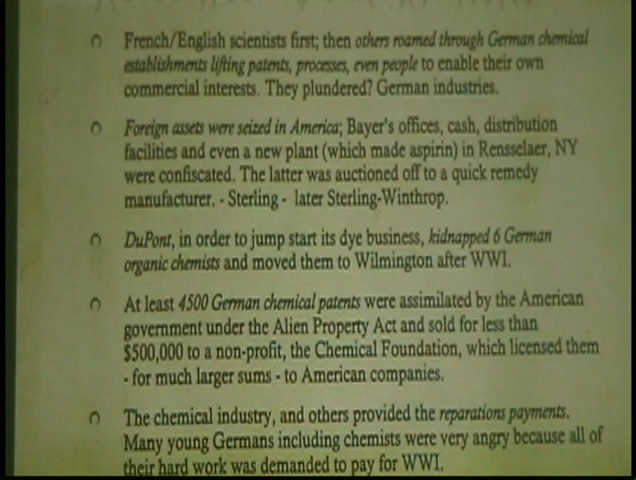 French/English scientists first; then others roamed through German chemical
establishments lifting patents, processes, even people to enable their own
commercial interests. They plundered? German industries.
Foreign assets were seized in America; Bayer's offices, cash, distribution
facilities and even a new plant (which made aspirin) in Rensselaer, NY
were confiscated. The latter was auctioned off to a quick remedy
manufacturer. - Sterling - later Sterling-Winthrop.
DuPont, in order to jump start its dye business, kidnapped 6 German
organic chemists and moved them to Wilmington after WWI.
At least 4500 German chemical patents were assimilated by the American
government under the Alien Property Act and sold for less than
$500,000 to a non-profit, the Chemical Foundation, which licensed them
- for much larger sums - to American companies.
The chemical industry, and others provided the reparations payments.
Many young Germans including chemists were very angry because all of
their hard work was demanded to pay for WWI.